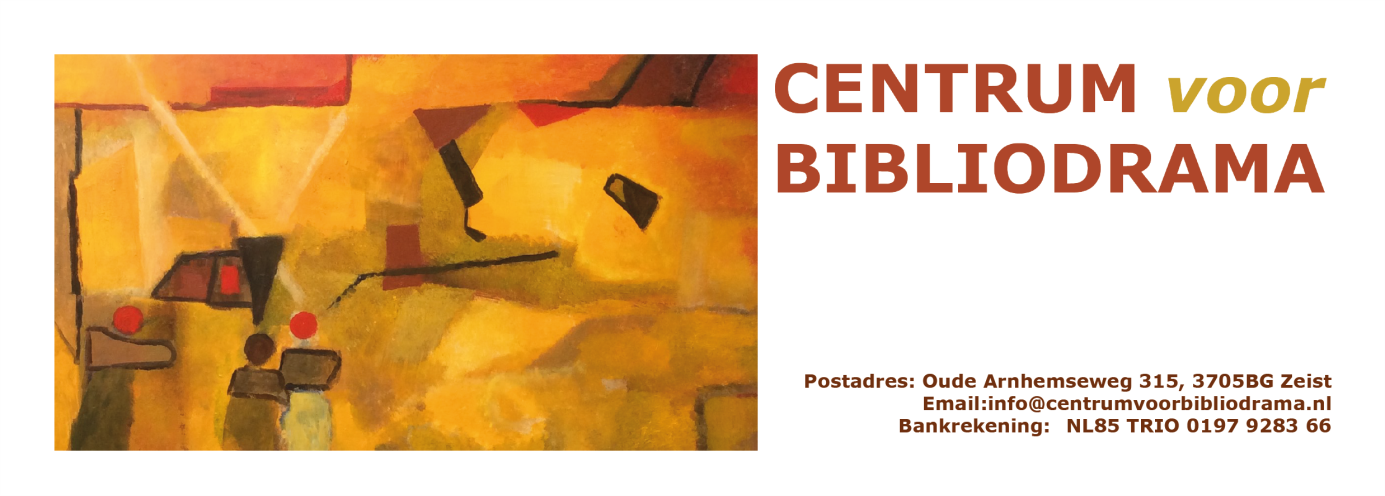 CENTRUM voor
BIBLIODRAMA
Postadres: Oude Arnhemseweg 315, 3705BG Zeist
Email:info@centrumvoorbibliodrama.nl
Bankrekening: NL85 TRIO 0197 9283 66